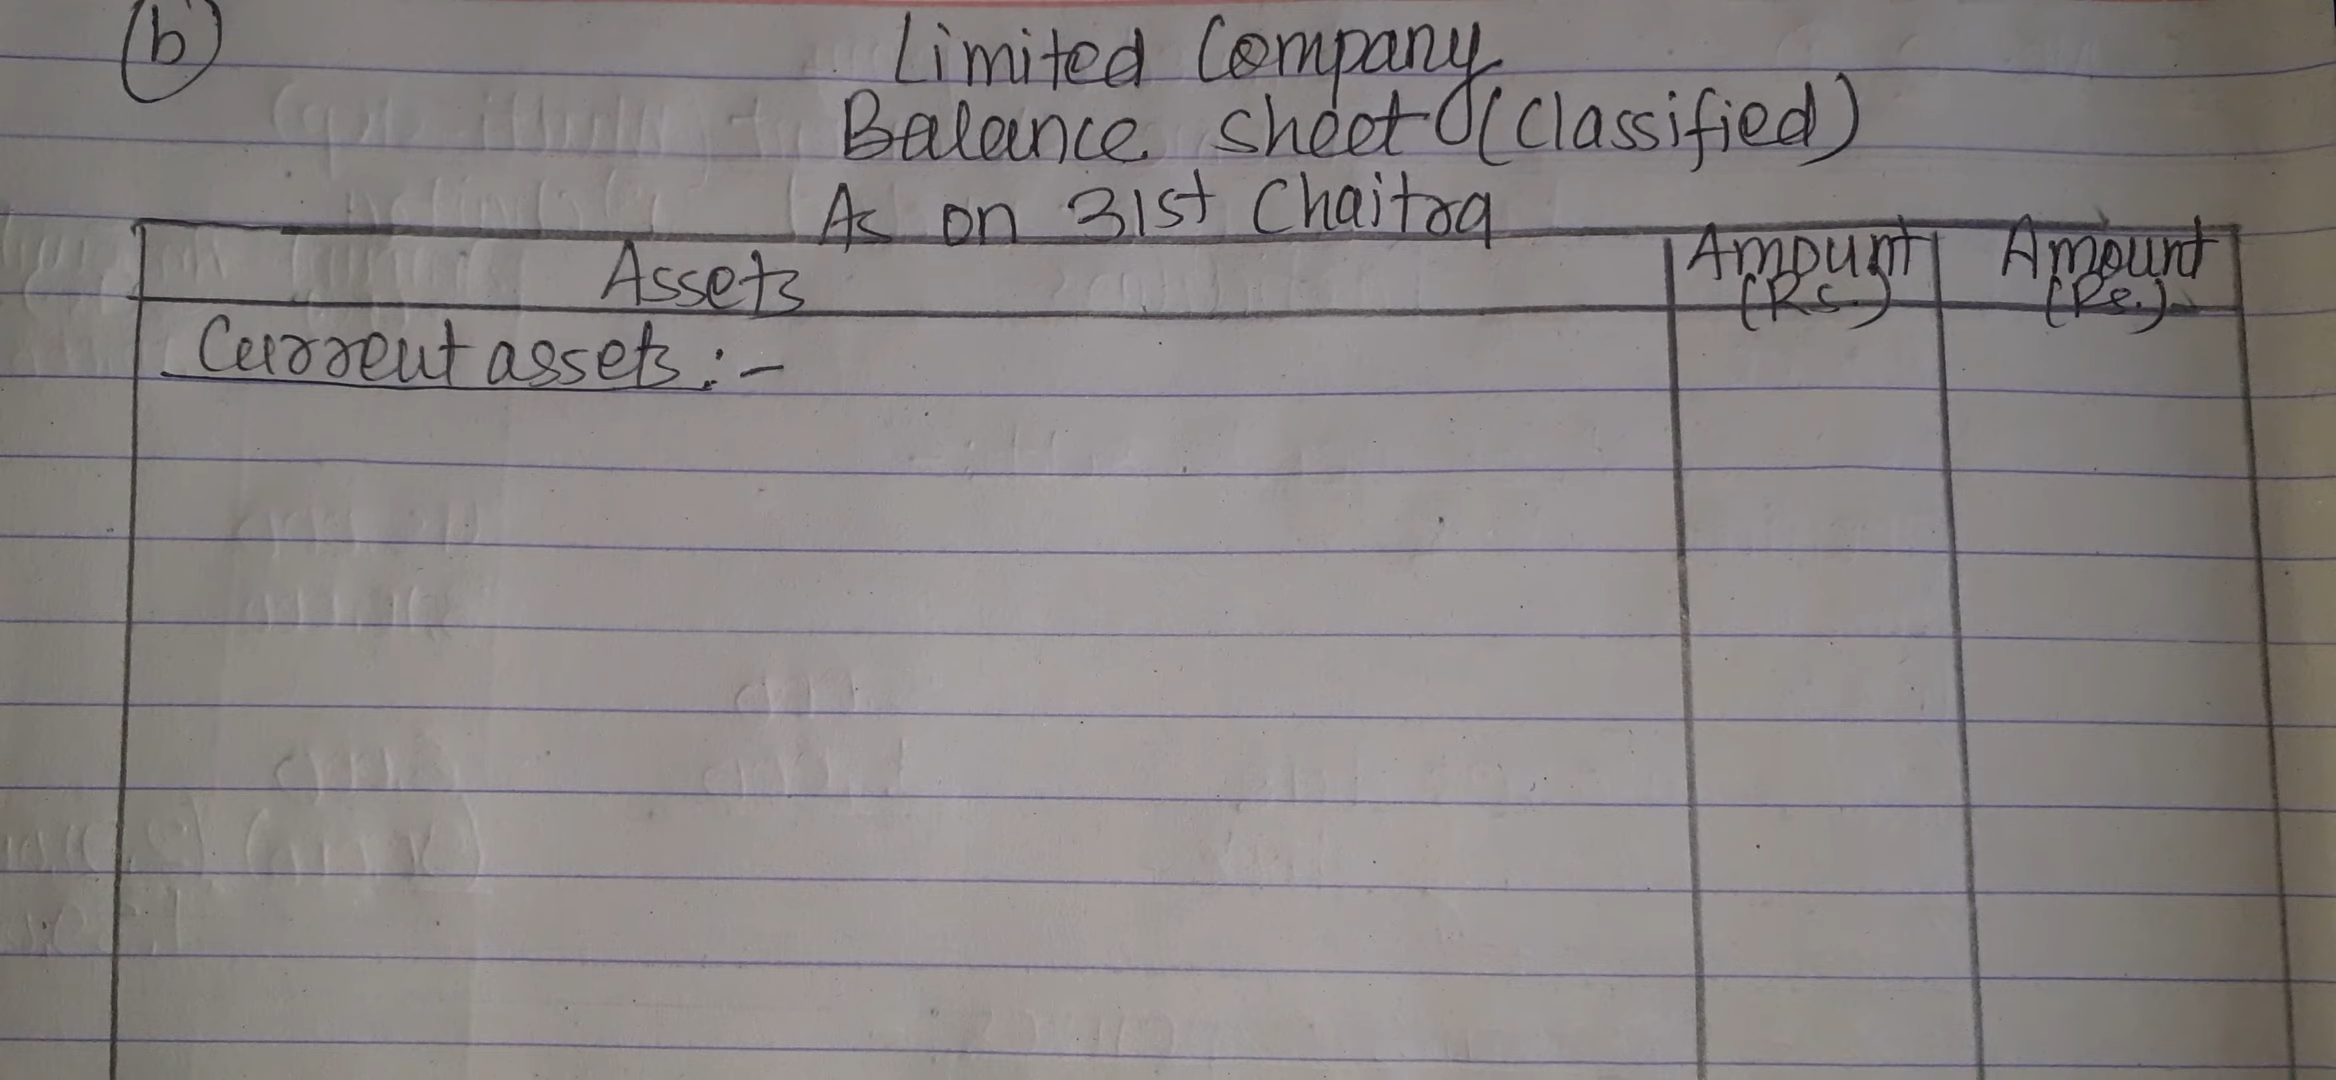 (b)
Limited Company
Balance sheet (Classified)
As on 31st Chaitra
Assets
Amount
(Rs.)
Amount
(Rs.)
Current assets :-